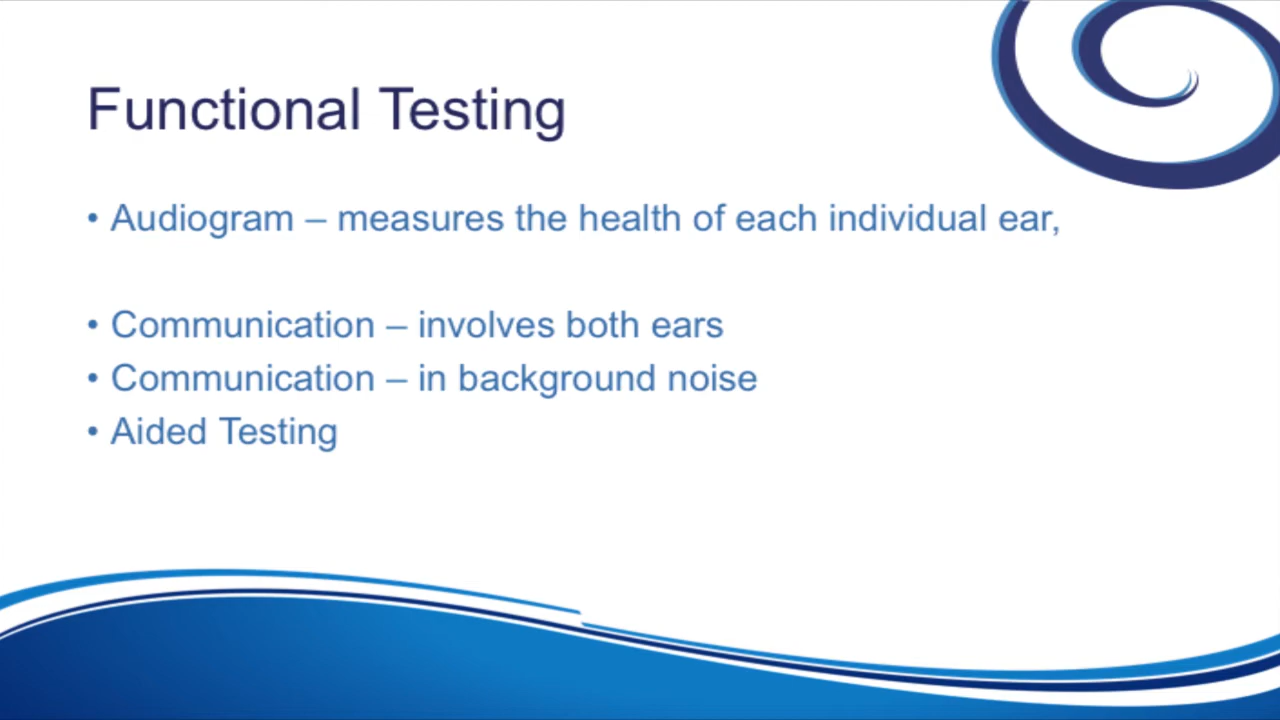 Functional Testing
• Audiogram – measures the health of each individual ear,
• Communication – involves both ears
• Communication – in background noise
• Aided Testing